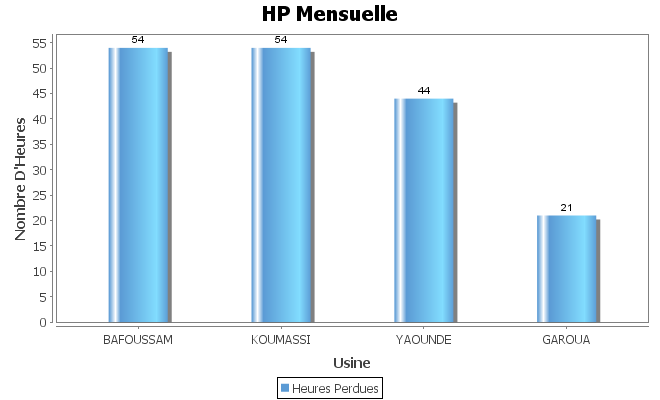 HP Mensuelle
54
54
44
21
55
50
45
40
35
30
25
20
15
10
5
0
Nombre D'Heures
BAFOUSSAM
KOUMASSI
YAOUNDE
GAROUA
Usine
Heures Perdues